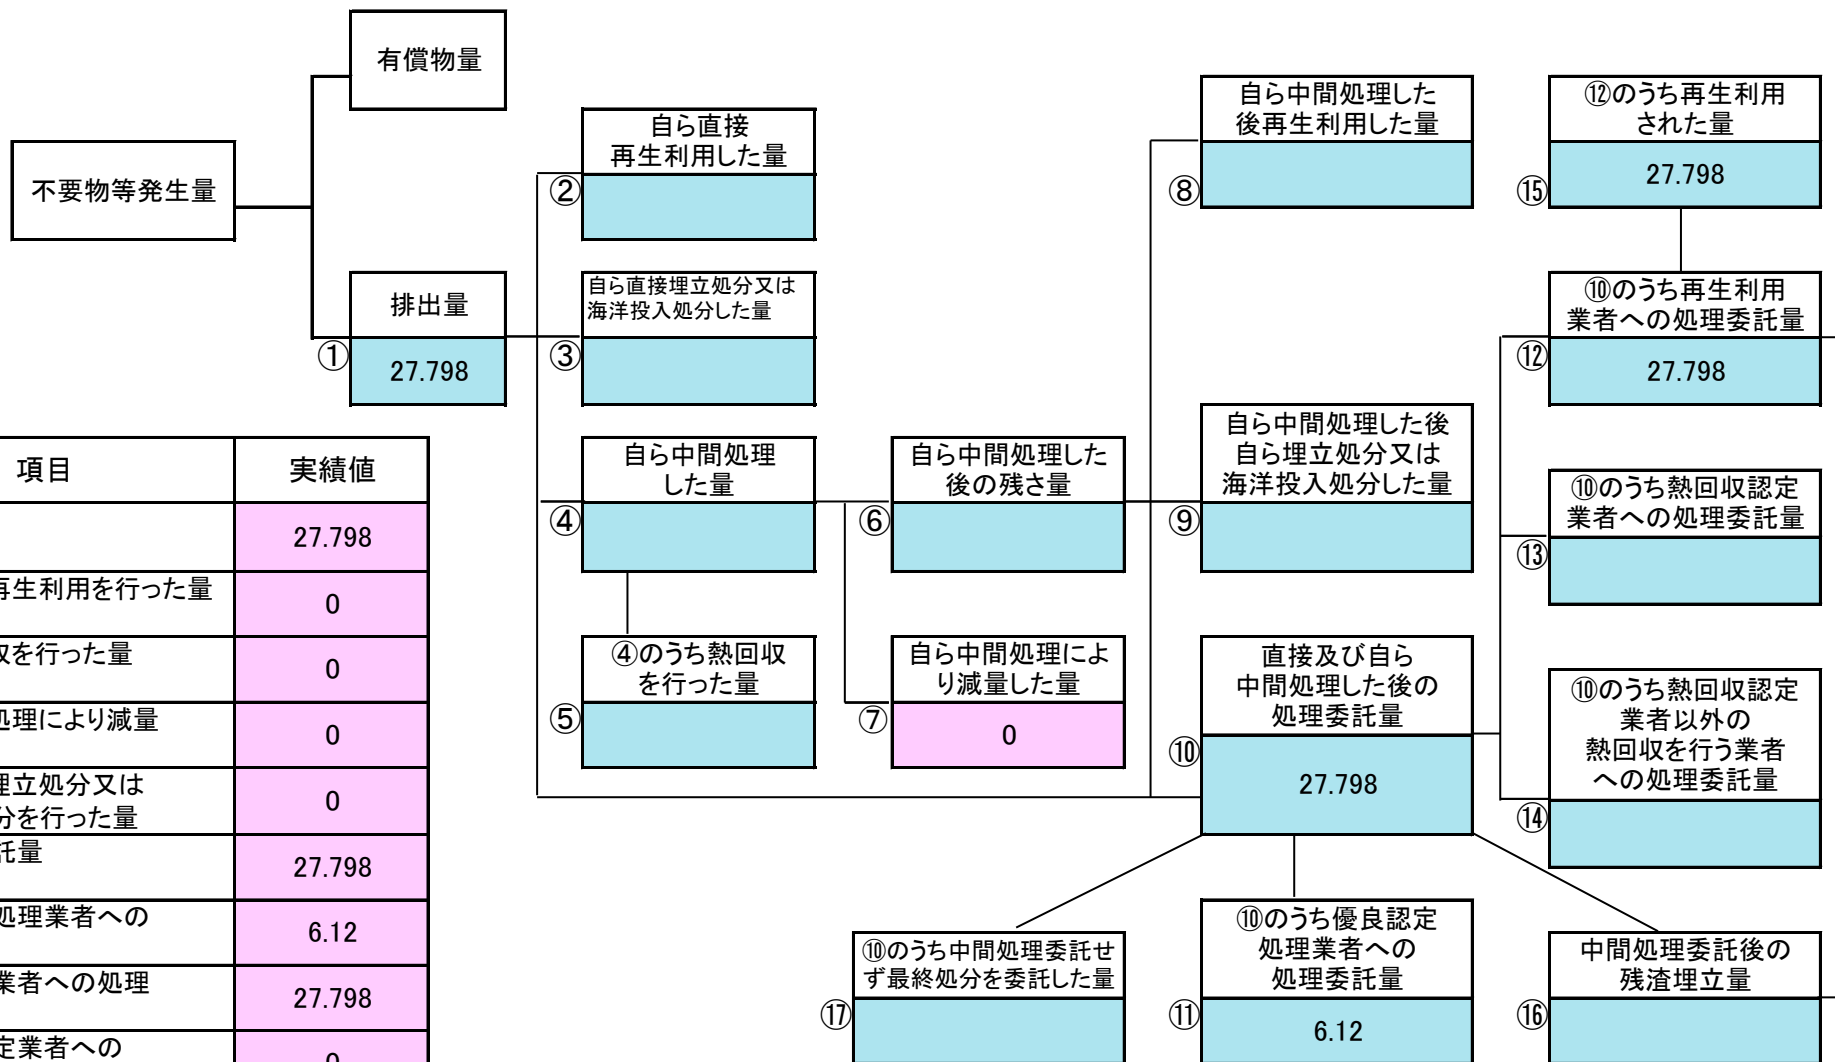 有償物量
不要物等発生量
排出量
①
27.798
自ら直接
再生利用した量
②
自ら直接埋立処分又は
海洋投入処分した量
③
自ら中間処理
した量
④
④のうち熱回収
を行った量
⑤
自ら中間処理した
後の残さ量
⑥
自ら中間処理によ
り減量した量
⑦
0
自ら中間処理した
後再生利用した量
⑧
自ら中間処理した後
自ら埋立処分又は
海洋投入処分した量
⑨
直接及び自ら
中間処理した後の
処理委託量
⑩
27.798
⑫のうち再生利用
された量
⑮
27.798
⑩のうち再生利用
業者への処理委託量
⑫
27.798
⑩のうち熱回収認定
業者への処理委託量
⑬
⑩のうち熱回収認定
業者以外の
熱回収を行う業者
への処理委託量
⑭
⑩のうち中間処理委託せ
ず最終処分を委託した量
⑰
⑩のうち優良認定
処理業者への
処理委託量
⑪
6.12
中間処理委託後の
残渣埋立量
⑯
項目 実績値
27.798
再生利用を行った量
0
を行った量
0
処理により減量
0
埋立処分又は
分を行った量
0
託量
27.798
処理業者への
6.12
業者への処理
27.798
定業者への
0